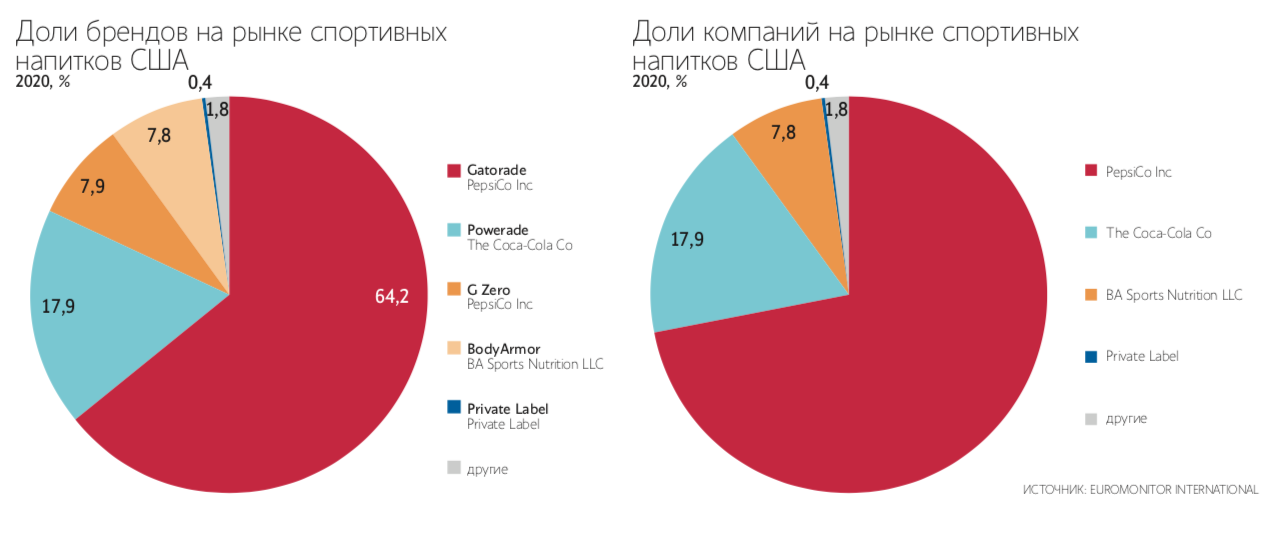 Доли брендов на рынке спортивных
напитков США
2020, %
0,4
1,8
7,8
7,9
17,9
64,2
Gatorade
PepsiCo Inc
Powerade
The Coca-Cola Co
G Zero
PepsiCo Inc
BodyArmor
BA Sports Nutrition LLC
Private Label
Private Label
другие
Доли компаний на рынке спортивных
напитков США
2020, %
0,4
1,8
7,8
17,9
PepsiCo Inc
The Coca-Cola Co
BA Sports Nutrition LLC
Private Label
другие
ИСТОЧНИК: EUROMONITOR INTERNATIONAL